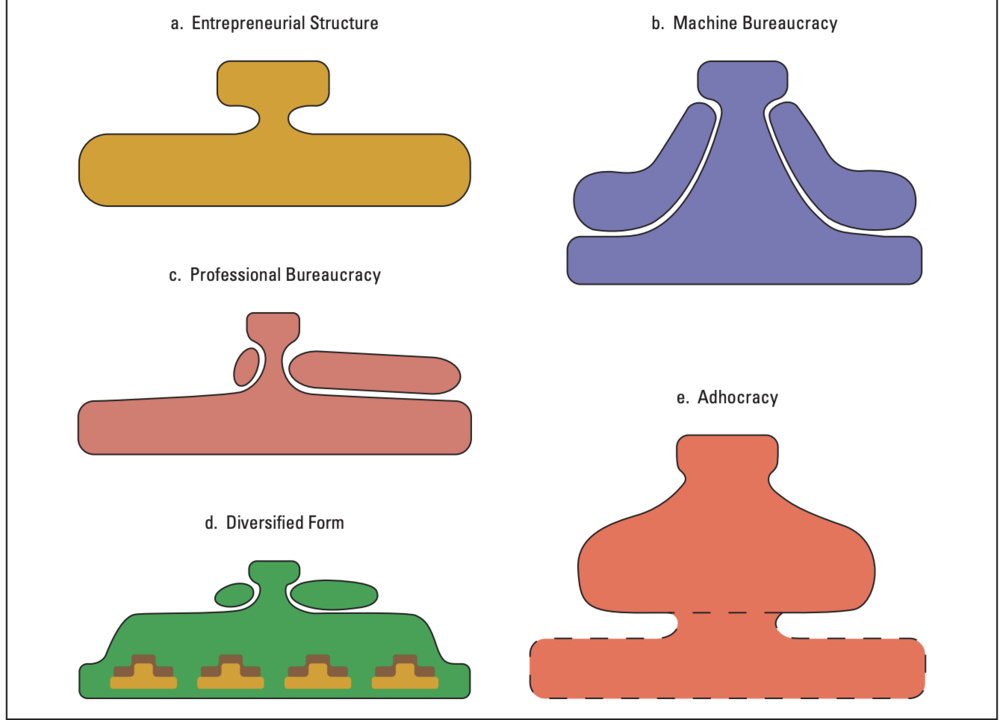 a. Entrepreneurial Structure
b. Machine Bureaucracy
c. Professional Bureaucracy
d. Diversified Form
e. Adhocracy